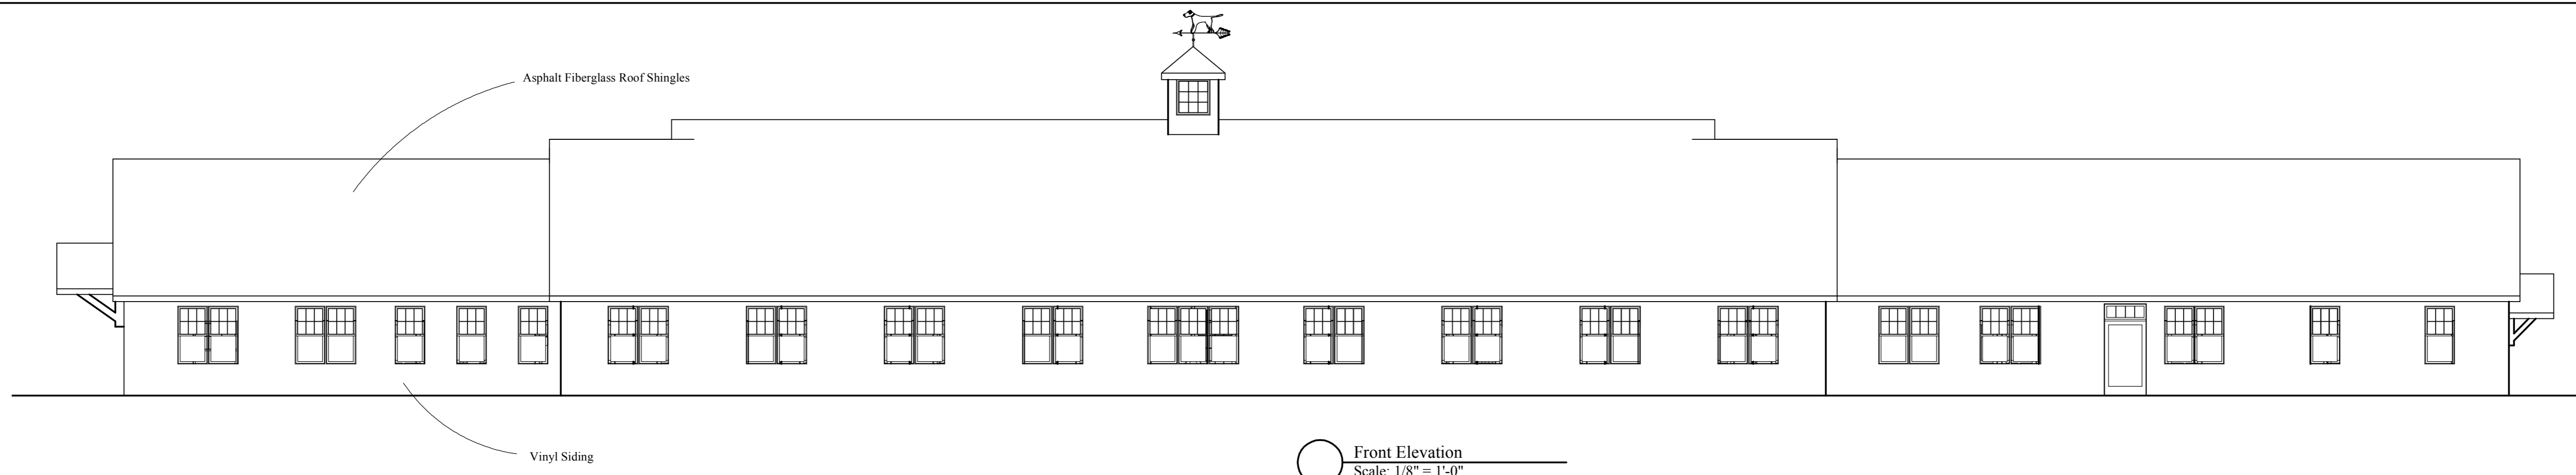 Asphalt Fiberglass Roof Shingles
Vinyl Siding
Front Elevation
Scale: 1/8" = 1'-0"